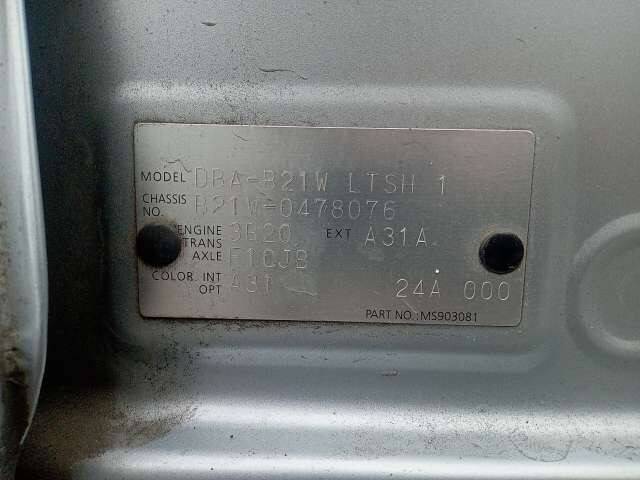 MODEL DBA-B21W LTSH 1
CHASSIS NO. B21W-0478076
ENGINE 3B20 EXT A31A
TRANS AXLE F1CJB
COLOR. INT A31
OPT. 24A 000
PART NO.:MS903081